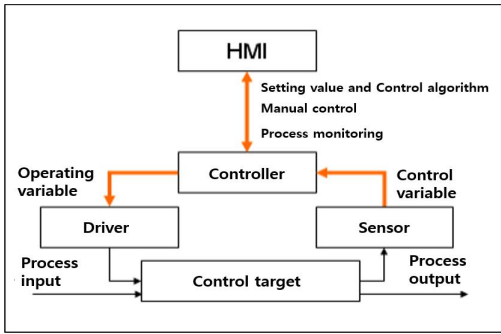 HMI
Setting value and Control algorithm
Manual control
Process monitoring
Controller
Operating
variable
Control
variable
Driver
Sensor
Process
input
Control target
Process
output